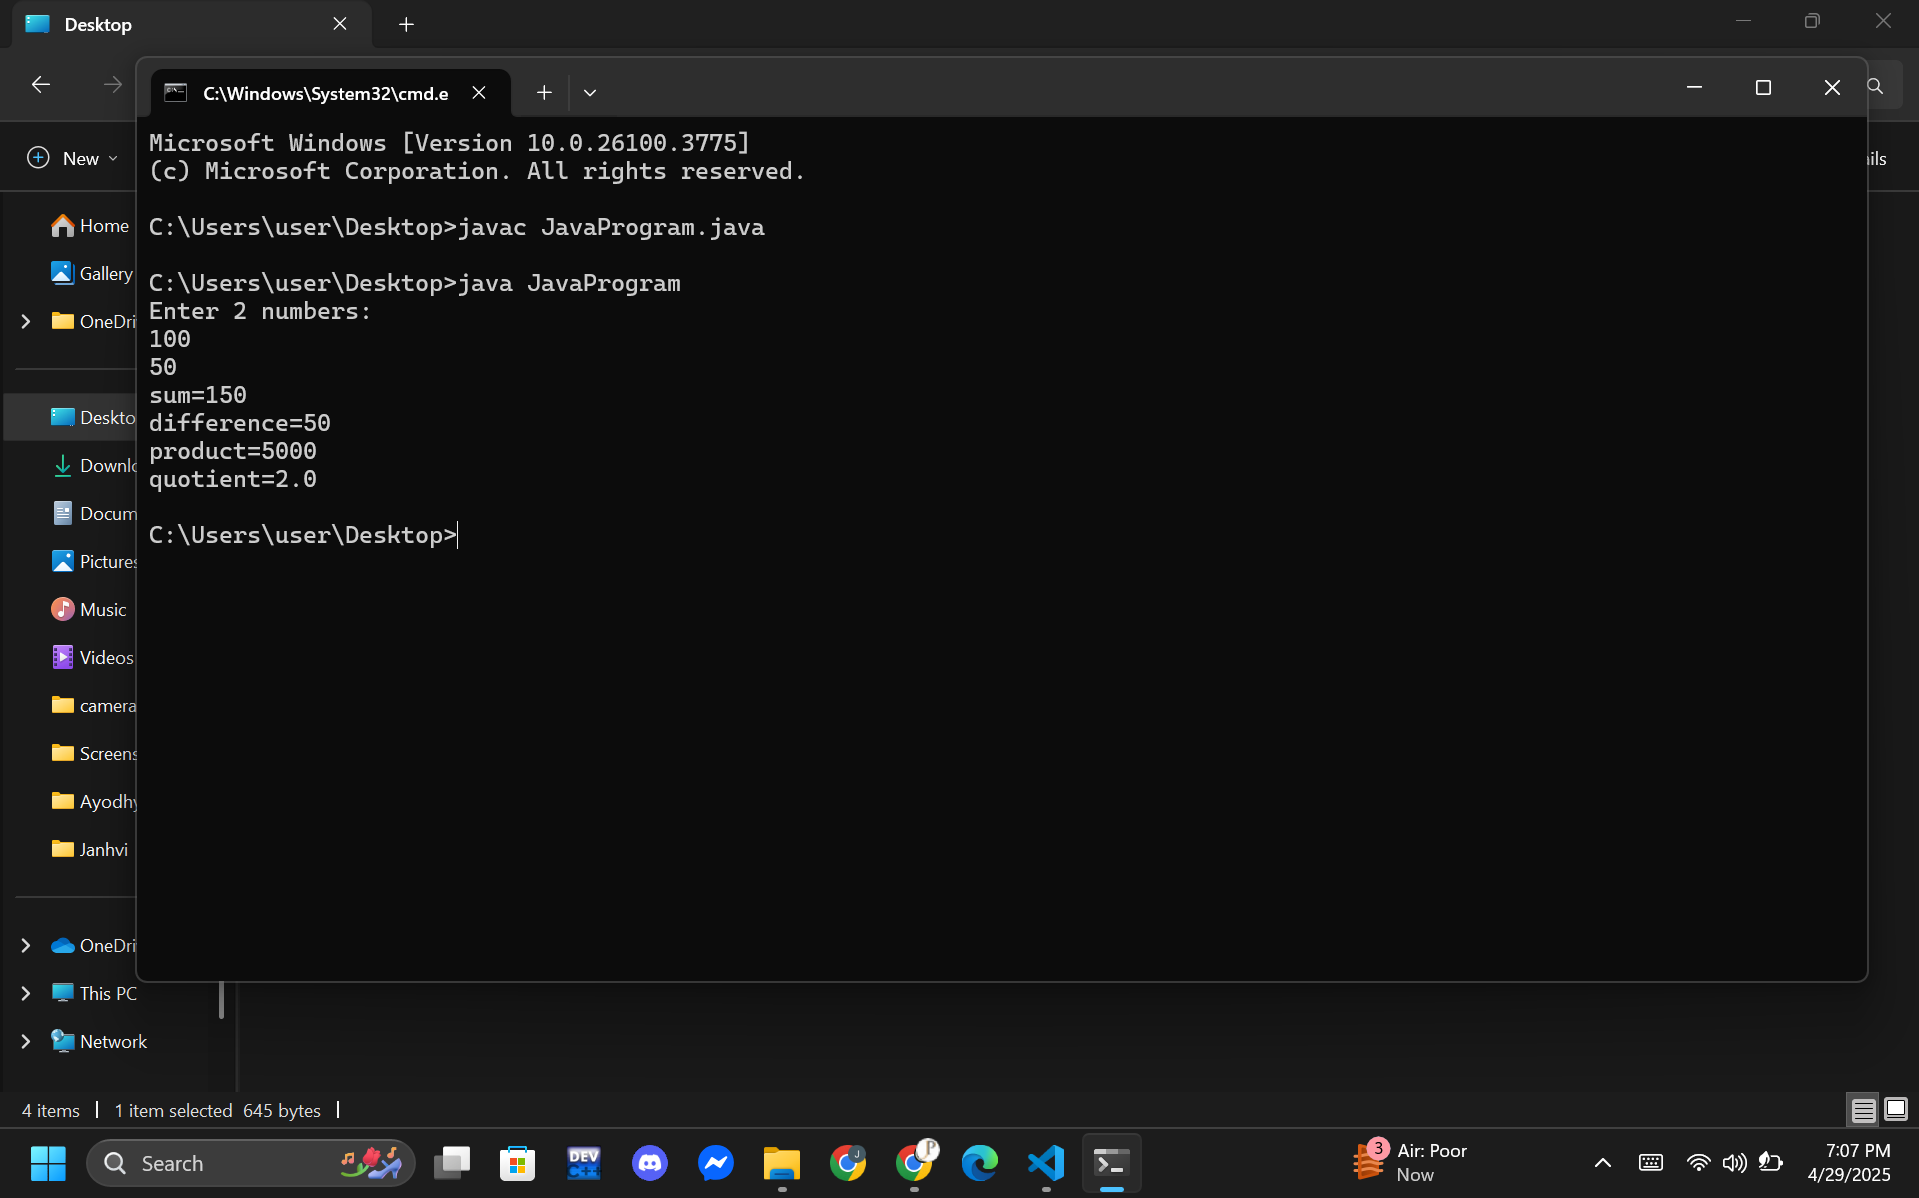 Desktop
C:\Windows\System32\cmd.e
Microsoft Windows [Version 10.0.26100.3775]
(c) Microsoft Corporation. All rights reserved.
C:\Users\user\Desktop>javac JavaProgram.java
C:\Users\user\Desktop>java JavaProgram
Enter 2 numbers:
100
50
sum=150
difference=50
product=5000
quotient=2.0
C:\Users\user\Desktop>
New
ils
Home
Gallery
OneDri
Deskto
Downlo
Docum
Pictures
Music
Videos
camera
Screens
Ayodhy
Janhvi
OneDri
This PC
Network
4 items
1 item selected 645 bytes
Search
DEV
C++
J
P
3
Air: Poor
Now
7:07 PM
4/29/2025